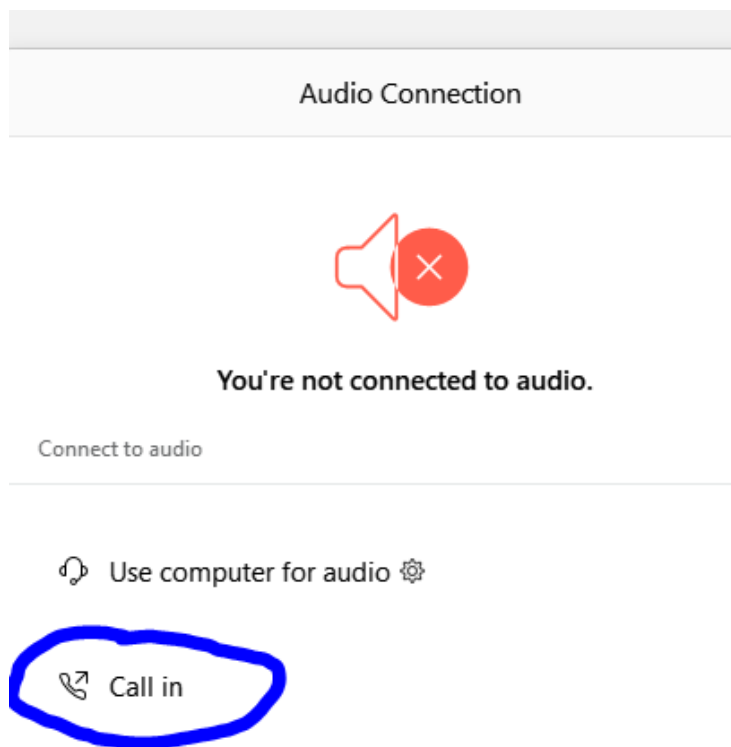 Audio Connection
You're not connected to audio.
Connect to audio
Use computer for audio
Call in